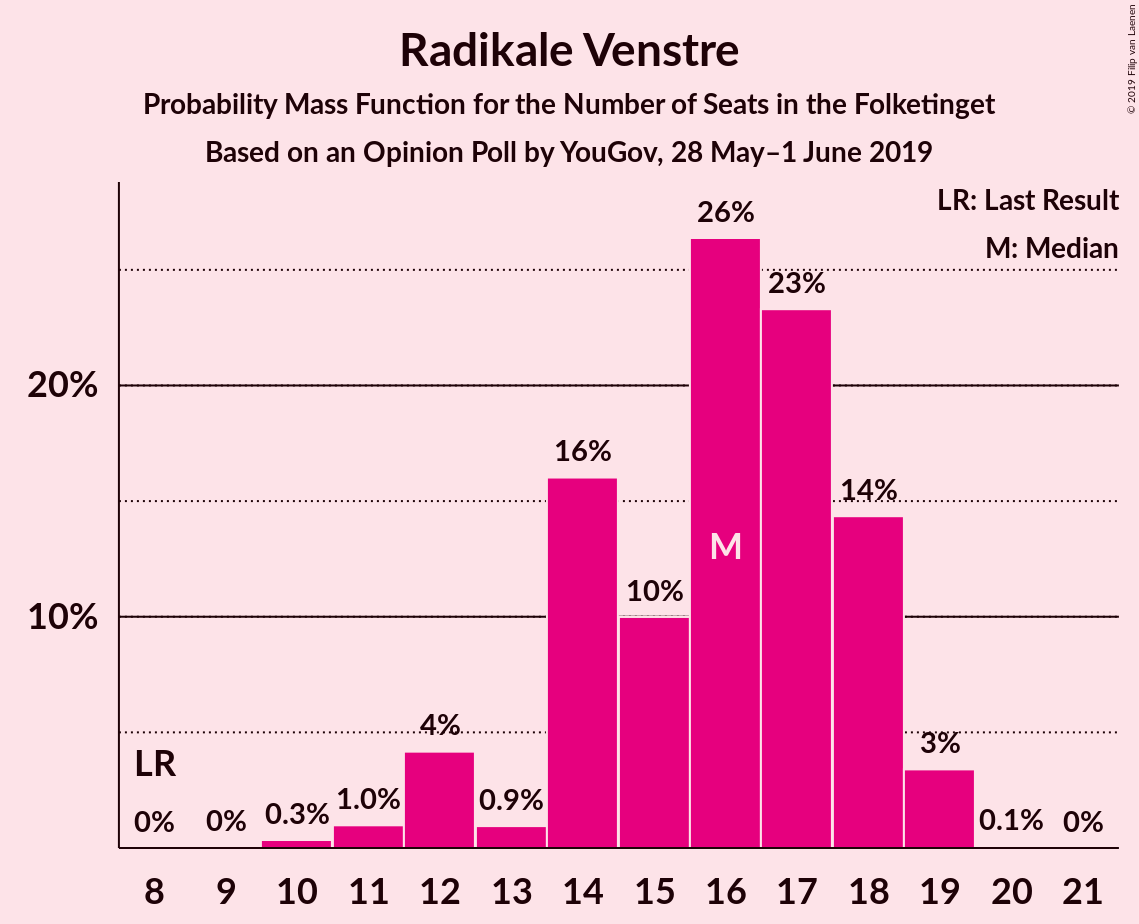 Radikale Venstre
Probability Mass Function for the Number of Seats in the Folketinget
Based on an Opinion Poll by YouGov, 28 May–1 June 2019
© 2019 Filip van Laenen
LR: Last Result
M: Median
26%
23%
20%
16%
14%
M
10%
10%
4%
3%
LR
0%
0%
0.3%
1.0%
0.9%
0.1%
0%
8 9 10 11 12 13 14 15 16 17 18 19 20 21